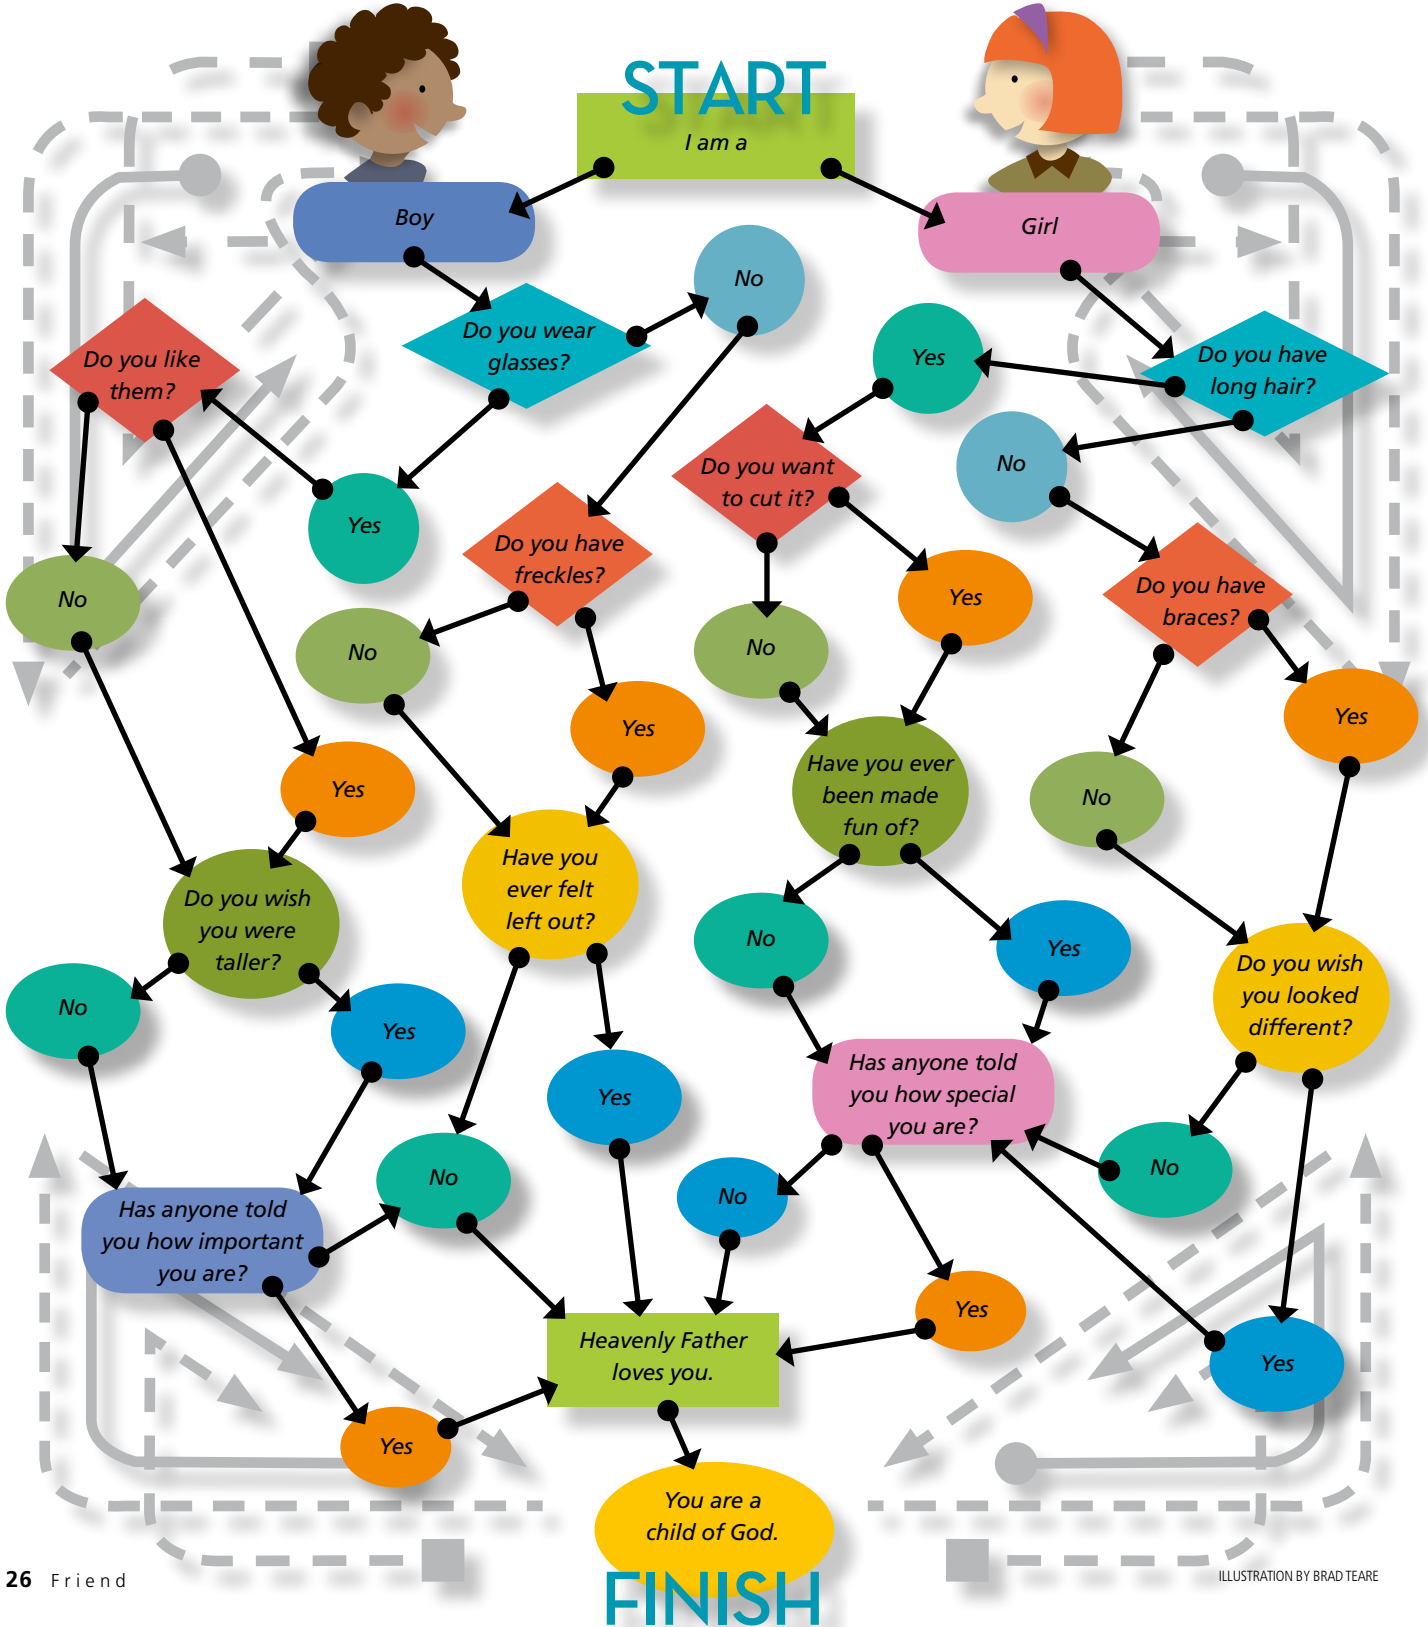 START
I am a
Boy
Girl
No
Do you wear
glasses?
Do you have
long hair?
Yes
Do you like
them?
No
Do you want
to cut it?
Yes
Do you have
freckles?
Do you have
braces?
No
Yes
No
No
Yes
Yes
Yes
No
Have you ever
been made
fun of?
Have you
ever felt
left out?
Do you wish
you were
taller?
No
Yes
Do you wish
you looked
different?
No
Yes
Has anyone told
you how special
you are?
Yes
No
No
No
Has anyone told
you how important
you are?
Yes
Heavenly Father
loves you.
Yes
Yes
You are a
child of God.
FINISH
26 Friend
ILLUSTRATION BY BRAD TEARE